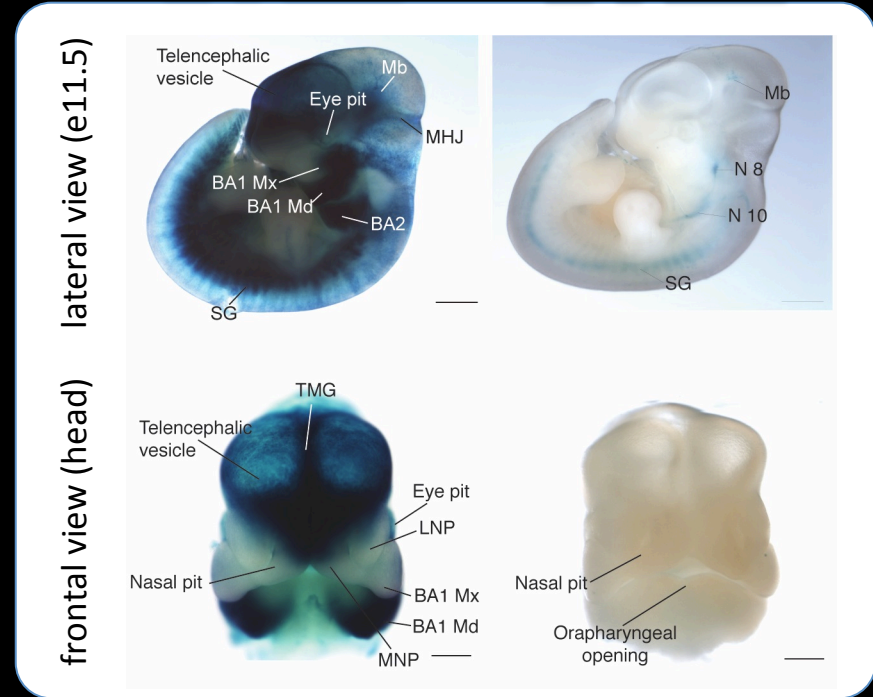 lateral view (e11.5)
Telencephalic
vesicle
Mb
Eye pit
MHJ
BA1 Mx
BA1 Md
BA2
SG
Mb
N 8
N 10
SG
frontal view (head)
TMG
Telencephalic
vesicle
Eye pit
LNP
Nasal pit
BA1 Mx
BA1 Md
MNP
Nasal pit
Orapharyngeal
opening